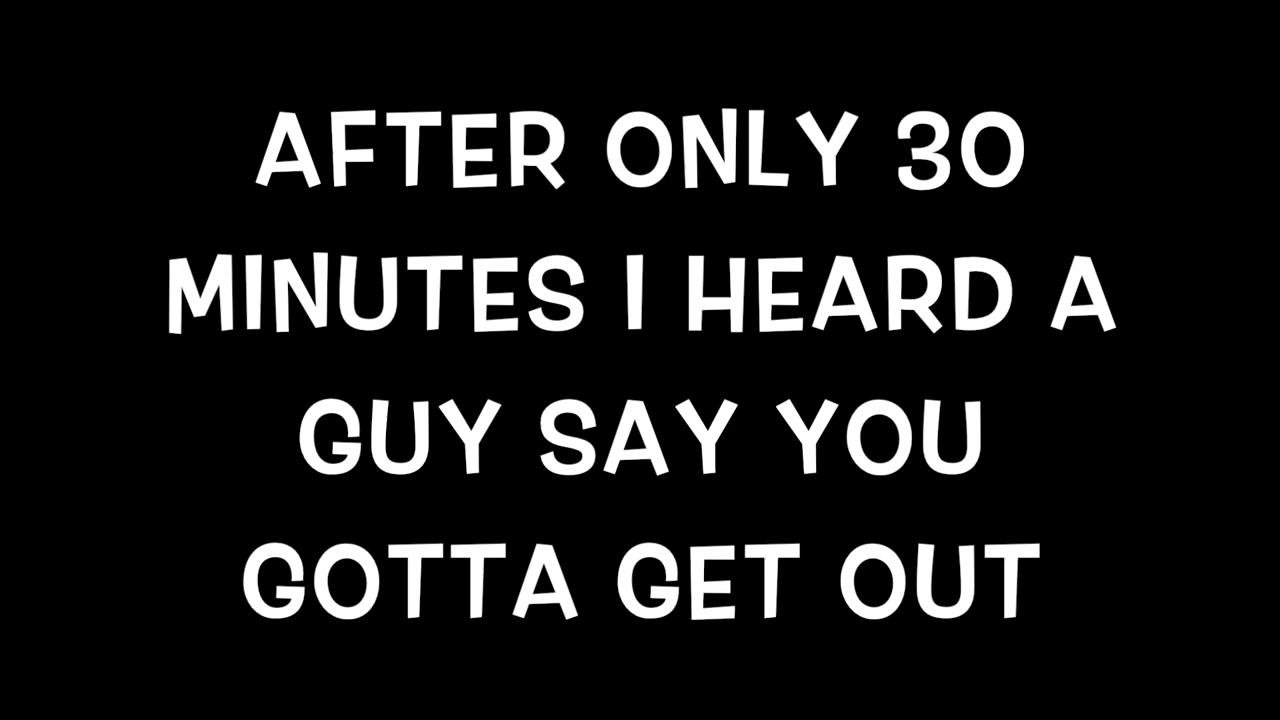 AFTER ONLY 30
MINUTES I HEARD A
GUY SAY YOU
GOTTA GET OUT